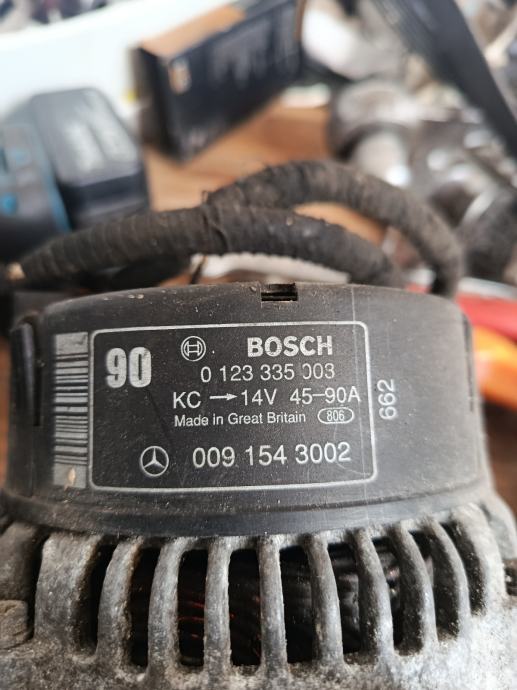 90
BOSCH
0 123 335 003
KC → 14V 45-90A
Made in Great Britain 806
009 154 3002
662